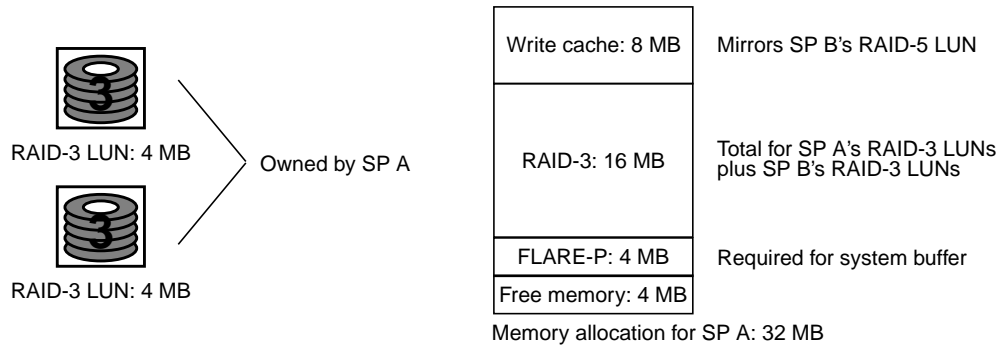 3
RAID-3 LUN: 4 MB
3
RAID-3 LUN: 4 MB
Owned by SP A
Write cache: 8 MB
Mirrors SP B's RAID-5 LUN
RAID-3: 16 MB
Total for SP A's RAID-3 LUNs
plus SP B's RAID-3 LUNs
FLARE-P: 4 MB
Required for system buffer
Free memory: 4 MB
Memory allocation for SP A: 32 MB